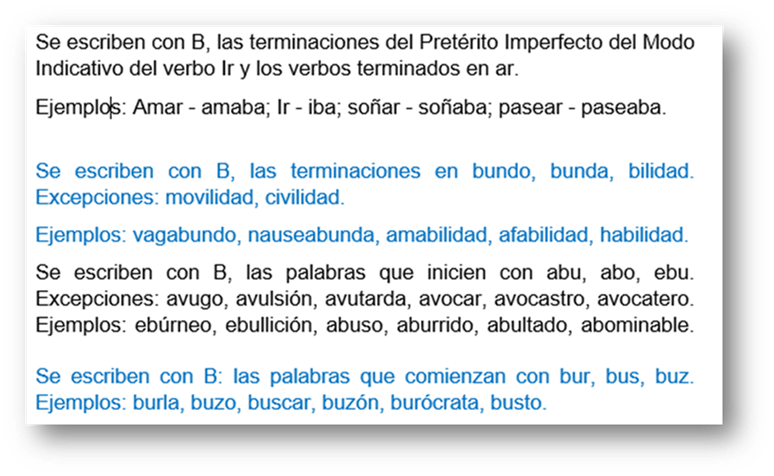 Se escriben con B, las terminaciones del Pretérito Imperfecto del Modo
Indicativo del verbo Ir y los verbos terminados en ar.
Ejemplos: Amar - amaba; Ir - iba; soñar - soñaba; pasear - paseaba.
Se escriben con B, las terminaciones en bundo, bunda, bilidad.
Excepciones: movilidad, civilidad.
Ejemplos: vagabundo, nauseabunda, amabilidad, afabilidad, habilidad.
Se escriben con B, las palabras que inicien con abu, abo, ebu.
Excepciones: avugo, avulsión, avutarda, avocar, avocastro, avocatero.
Ejemplos: ebúrneo, ebullición, abuso, aburrido, abultado, abominable.
Se escriben con B: las palabras que comienzan con bur, bus, buz.
Ejemplos: burla, buzo, buscar, buzón, burócrata, busto.